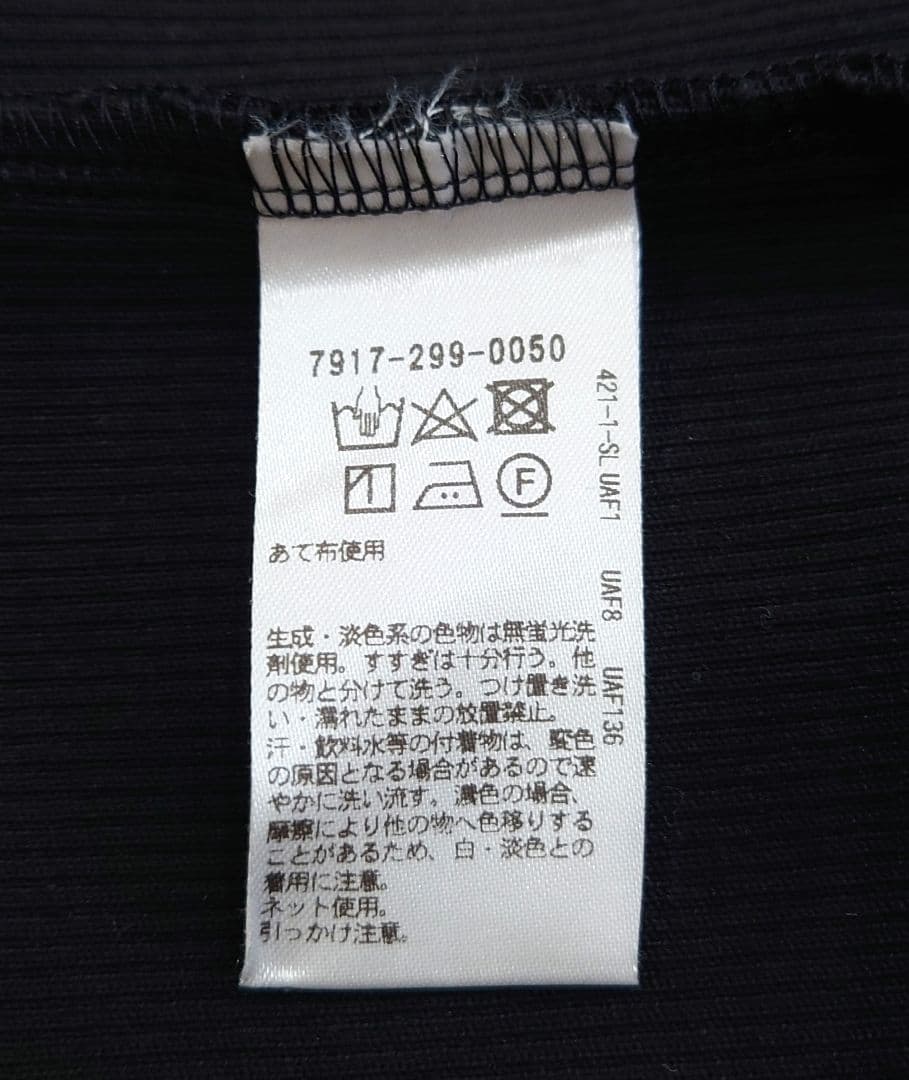 7917-299-0050
F
あて布使用
生成・淡色系の色物は無蛍光洗
剤使用。すすぎは十分行う。他
の物と分けて洗う。つけ置き洗
い・濡れたままの放置禁止。
汗・飲料水等の付着物は、変色
の原因となる場合があるので速
やかに洗い流す。濃色の場合、
摩擦により他の物へ色移りする
ことがあるため、白・淡色との
着用に注意。
ネット使用。
引っかけ注意。
421-1-SL UAF1 UAF8 UAF136